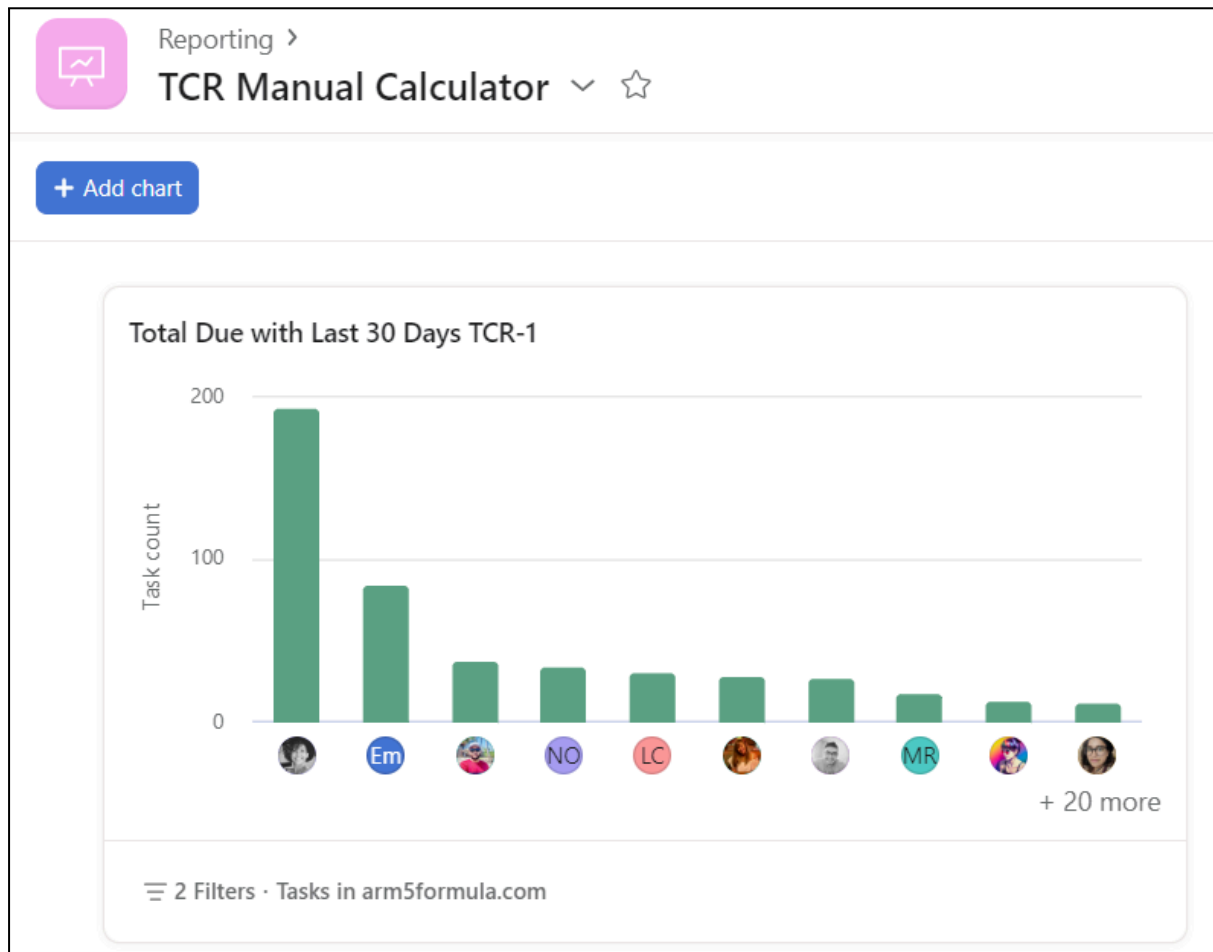 Reporting >
TCR Manual Calculator
+ Add chart
Total Due with Last 30 Days TCR-1
200
100
0
Task count
Em
NO
LC
MR
+ 20 more
2 Filters · Tasks in arm5formula.com